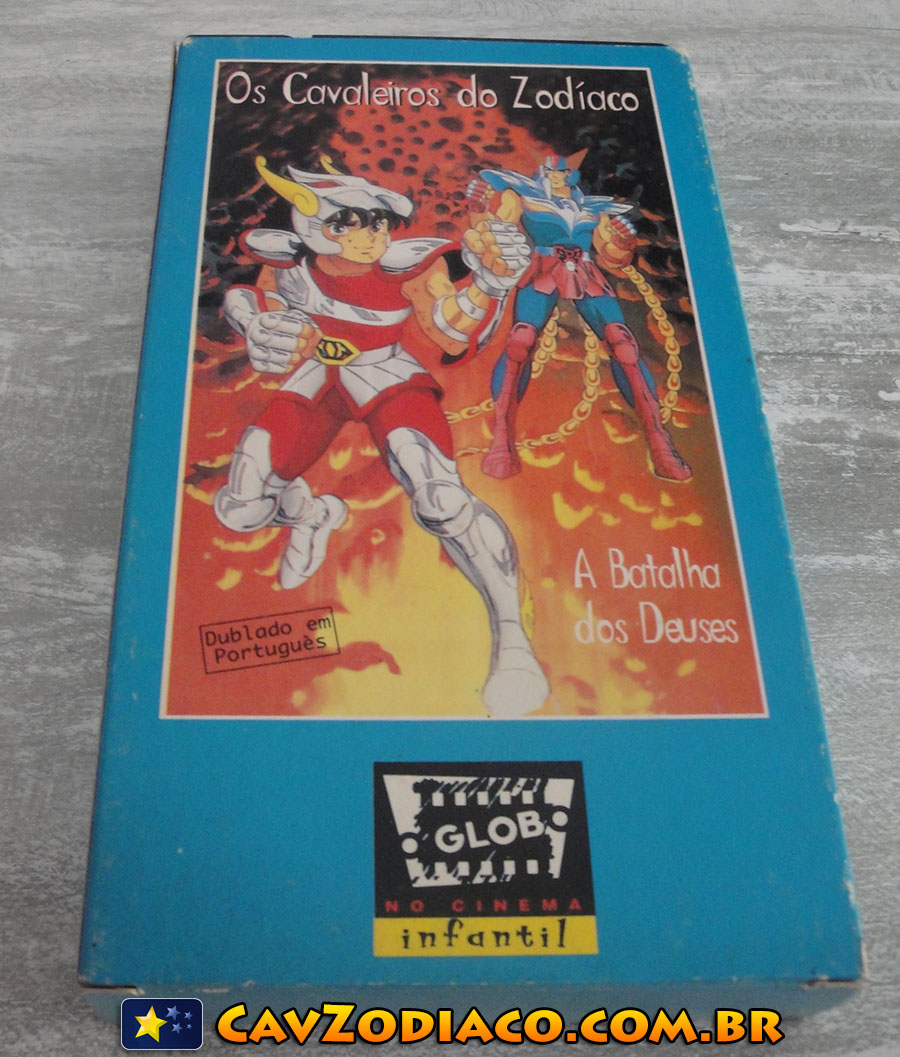 Os Cavaleiros do Zodíaco
A Batalha
dos Deuses
Dublado em
Português
GLOB
NO CINEMA
infantil
CAVZODIACO.COM.BR